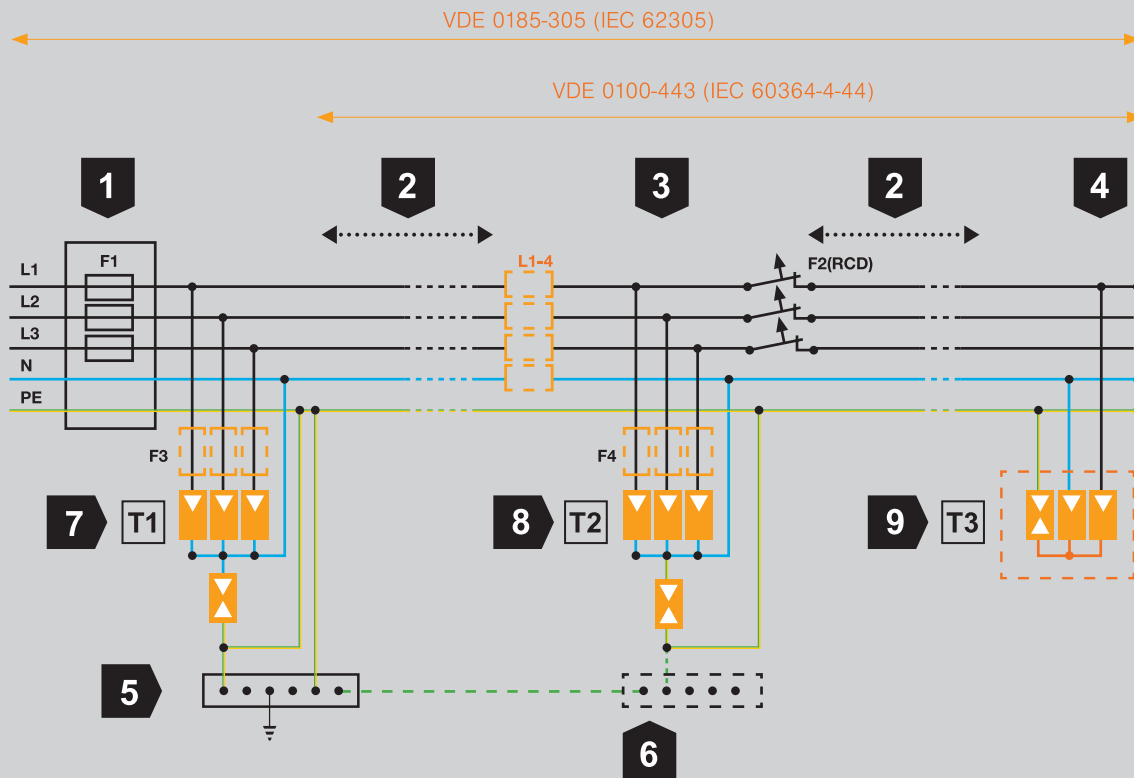 VDE 0185-305 (IEC 62305)
VDE 0100-443 (IEC 60364-4-44)
1
2
3
2
4
F1
L1-4
F2(RCD)
L1
L2
L3
N
PE
F3
F4
7
T1
8
T2
9
T3
5
6